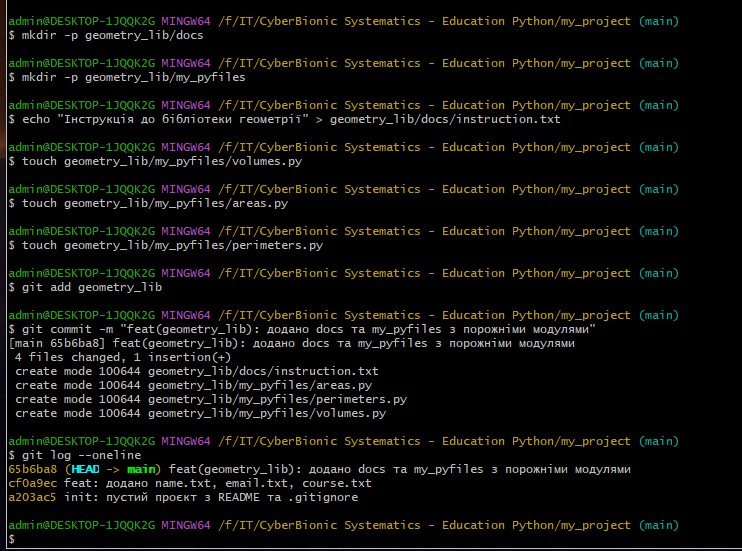 admin@DESKTOP-1JQQK2G MINGW64 /f/IT/CyberBionic Systematics - Education Python/my_project (main)
$ mkdir -p geometry_lib/docs
admin@DESKTOP-1JQQK2G MINGW64 /f/IT/CyberBionic Systematics - Education Python/my_project (main)
$ mkdir -p geometry_lib/my_pyfiles
admin@DESKTOP-1JQQK2G MINGW64 /f/IT/CyberBionic Systematics - Education Python/my_project (main)
$ echo "Інструкція до бібліотеки геометрії" > geometry_lib/docs/instruction.txt
admin@DESKTOP-1JQQK2G MINGW64 /f/IT/CyberBionic Systematics - Education Python/my_project (main)
$ touch geometry_lib/my_pyfiles/volumes.py
admin@DESKTOP-1JQQK2G MINGW64 /f/IT/CyberBionic Systematics - Education Python/my_project (main)
$ touch geometry_lib/my_pyfiles/areas.py
admin@DESKTOP-1JQQK2G MINGW64 /f/IT/CyberBionic Systematics - Education Python/my_project (main)
$ touch geometry_lib/my_pyfiles/perimeters.py
admin@DESKTOP-1JQQK2G MINGW64 /f/IT/CyberBionic Systematics - Education Python/my_project (main)
$ git add geometry_lib
admin@DESKTOP-1JQQK2G MINGW64 /f/IT/CyberBionic Systematics - Education Python/my_project (main)
$ git commit -m "feat(geometry_lib): додано docs та my_pyfiles з порожніми модулями"
[main 65b6ba8] feat(geometry_lib): додано docs та my_pyfiles з порожніми модулями
 4 files changed, 1 insertion(+)
 create mode 100644 geometry_lib/docs/instruction.txt
 create mode 100644 geometry_lib/my_pyfiles/areas.py
 create mode 100644 geometry_lib/my_pyfiles/perimeters.py
 create mode 100644 geometry_lib/my_pyfiles/volumes.py
admin@DESKTOP-1JQQK2G MINGW64 /f/IT/CyberBionic Systematics - Education Python/my_project (main)
$ git log --oneline
65b6ba8 (HEAD -> main) feat(geometry_lib): додано docs та my_pyfiles з порожніми модулями
cf0a9ec feat: додано name.txt, email.txt, course.txt
a203ac5 init: пустий проєкт з README та .gitignore
admin@DESKTOP-1JQQK2G MINGW64 /f/IT/CyberBionic Systematics - Education Python/my_project (main)
$